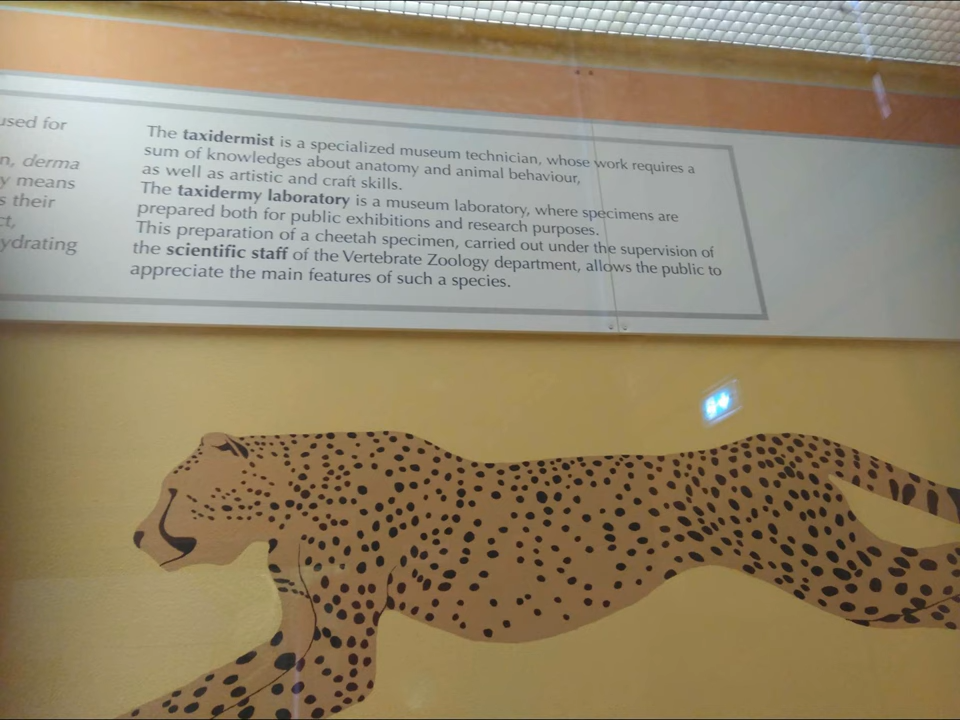 used for
n, derma
y means
s their
ct,
ydrating
The taxidermist is a specialized museum technician, whose work requires a
sum of knowledges about anatomy and animal behaviour,
as well as artistic and craft skills.
The taxidermy laboratory is a museum laboratory, where specimens are
prepared both for public exhibitions and research purposes.
This preparation of a cheetah specimen, carried out under the supervision of
the scientific staff of the Vertebrate Zoology department, allows the public to
appreciate the main features of such a species.